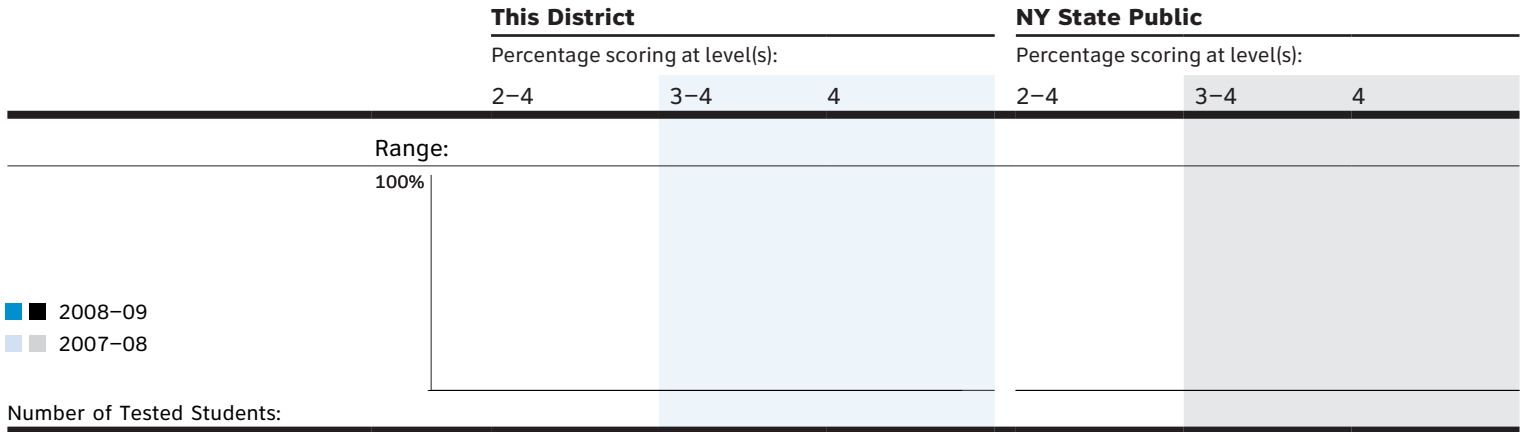 This District NY State Public
Percentage scoring at level(s): Percentage scoring at level(s):
2–4 3–4 4 2–4 3–4 4
Range:
100%
2008–09
2007–08
Number of Tested Students: